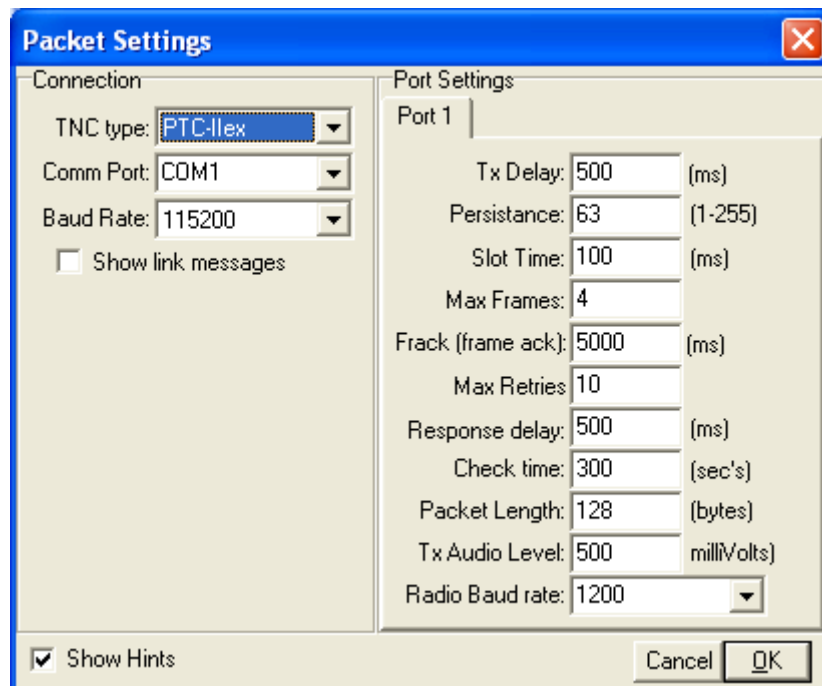 Packet Settings
Connection
TNC type: PTC-IIex
Comm Port: COM1
Baud Rate: 115200
Show link messages
Port Settings
Port 1
Tx Delay: 500 (ms)
Persistance: 63 (1-255)
Slot Time: 100 (ms)
Max Frames: 4
Frack (frame ack): 5000 (ms)
Max Retries 10
Response delay: 500 (ms)
Check time: 300 (sec's)
Packet Length: 128 (bytes)
Tx Audio Level: 500 milliVolts)
Radio Baud rate: 1200
Show Hints
Cancel
OK